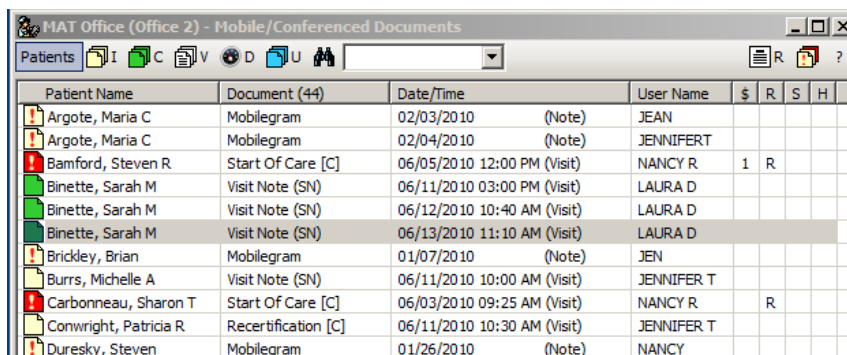 MAT Office (Office 2) - Mobile/Conferenced Documents
Patients I C V D U R ?
Patient Name Document (44) Date/Time User Name $ R S H
Argote, Maria C Mobilegram 02/03/2010 (Note) JEAN
Argote, Maria C Mobilegram 02/04/2010 (Note) JENNIFERT
Bamford, Steven R Start Of Care [C] 06/05/2010 12:00 PM (Visit) NANCY R 1 R
Binette, Sarah M Visit Note (SN) 06/11/2010 03:00 PM (Visit) LAURA D
Binette, Sarah M Visit Note (SN) 06/12/2010 10:40 AM (Visit) LAURA D
Binette, Sarah M Visit Note (SN) 06/13/2010 11:10 AM (Visit) LAURA D
Brickley, Brian Mobilegram 01/07/2010 (Note) JEN
Burrs, Michelle A Visit Note (SN) 06/11/2010 10:00 AM (Visit) JENNIFER T
Carbonneau, Sharon T Start Of Care [C] 06/03/2010 09:25 AM (Visit) NANCY R R
Conwright, Patricia R Recertification [C] 06/11/2010 10:30 AM (Visit) JENNIFER T
Duresky, Steven Mobilegram 01/26/2010 (Note) NANCY